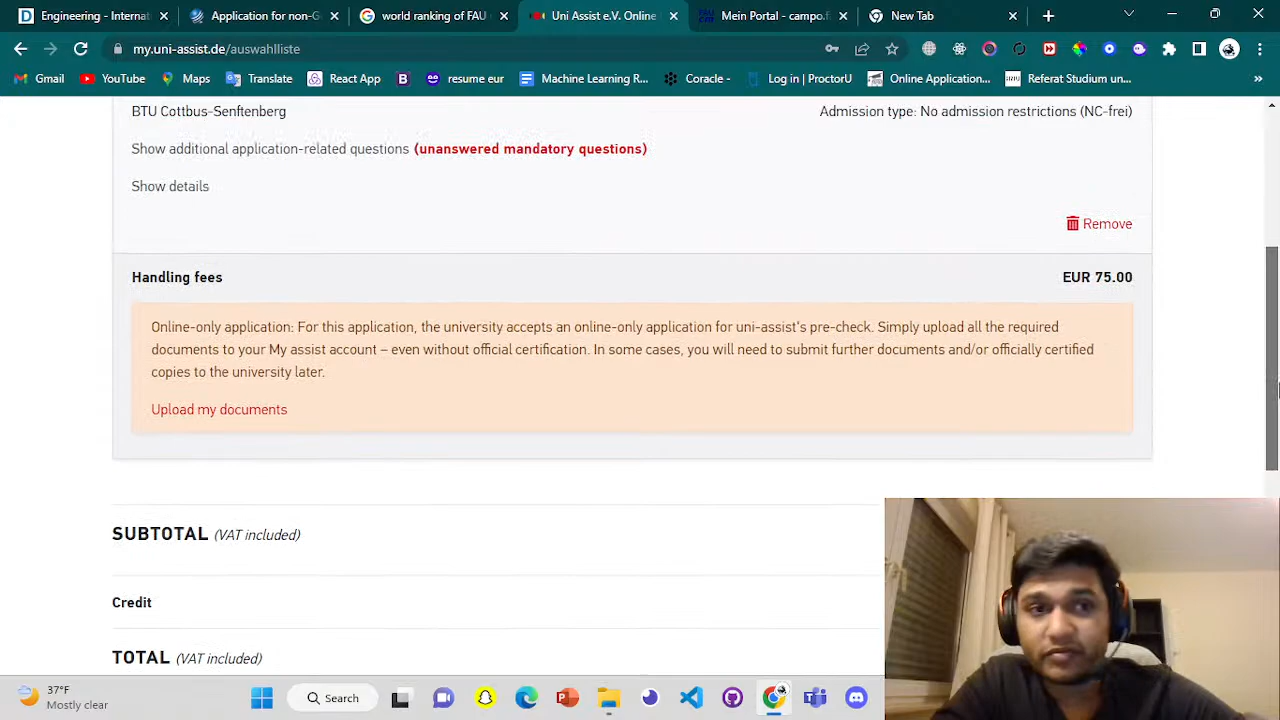 Engineering - Internat
Application for non-G
world ranking of FAU
Uni Assist e.V. Online
Mein Portal - campo.f
New Tab
my.uni-assist.de/auswahlliste
Gmail
YouTube
Maps
Translate
React App
resume eur
Machine Learning R...
Coracle -
Log in | ProctorU
Online Application...
Referat Studium un...
BTU Cottbus-Senftenberg
Admission type: No admission restrictions (NC-frei)
Show additional application-related questions (unanswered mandatory questions)
Show details
Remove
Handling fees
EUR 75.00
Online-only application: For this application, the university accepts an online-only application for uni-assist's pre-check. Simply upload all the required
documents to your My assist account – even without official certification. In some cases, you will need to submit further documents and/or officially certified
copies to the university later.
Upload my documents
SUBTOTAL (VAT included)
Credit
TOTAL (VAT included)
37°F
Mostly clear
Search